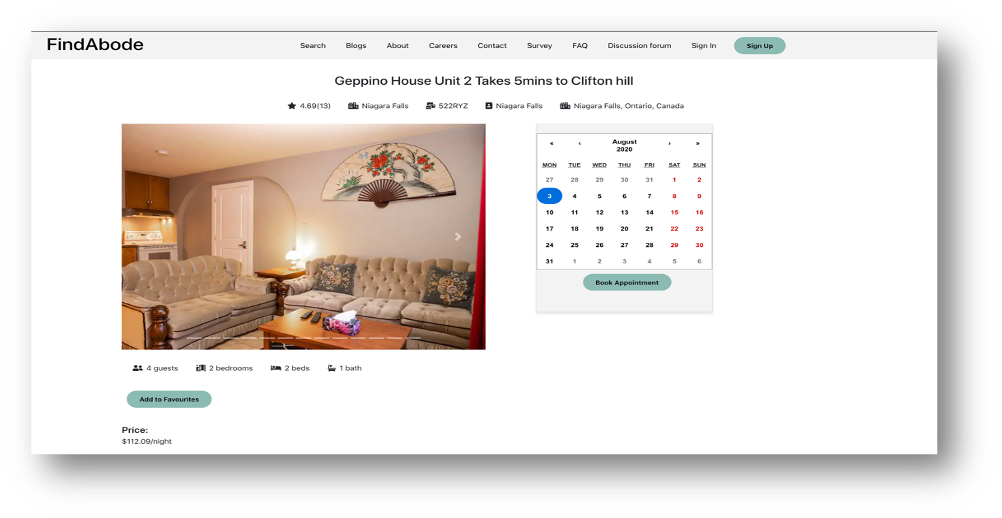 FindAbode
Search Blogs About Careers Contact Survey FAQ Discussion forum Sign In Sign Up
Geppino House Unit 2 Takes 5mins to Clifton hill
4.69(13) Niagara Falls 522RYZ Niagara Falls Niagara Falls, Ontario, Canada
« ‹ August 2020 › »
MON TUE WED THU FRI SAT SUN
27 28 29 30 31 1 2
3 4 5 6 7 8 9
10 11 12 13 14 15 16
17 18 19 20 21 22 23
24 25 26 27 28 29 30
31 1 2 3 4 5 6
Book Appointment
4 guests 2 bedrooms 2 beds 1 bath
Add to Favourites
Price:
$112.09/night